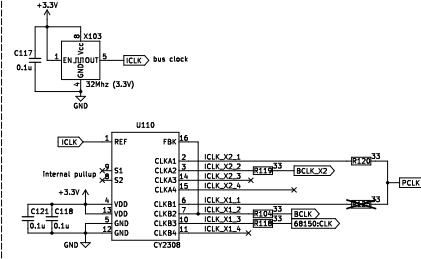 +3.3V
C117
0.1u
X103
8
Vcc
1
EN
OUT
5
ICLK
bus clock
GND
4
32Mhz (3.3V)
GND
U110
ICLK
1
REF
FBK
16
CLKA1
2
ICLK_X2_1
R120
33
CLKA2
3
ICLK_X2_2
R119
33
BCLK_X2
internal pullup
9
S1
CLKA3
14
ICLK_X2_3
8
S2
CLKA4
15
ICLK_X2_4
PCLK
+3.3V
CLKB1
6
ICLK_X1_1
33
4
VDD
CLKB2
7
ICLK_X1_2
R104
33
BCLK
C121
C118
13
VDD
CLKB3
10
ICLK_X1_3
R118
33
68150:CLK
0.1u
0.1u
5
GND
CLKB4
11
ICLK_X1_4
12
GND
GND
CY2308